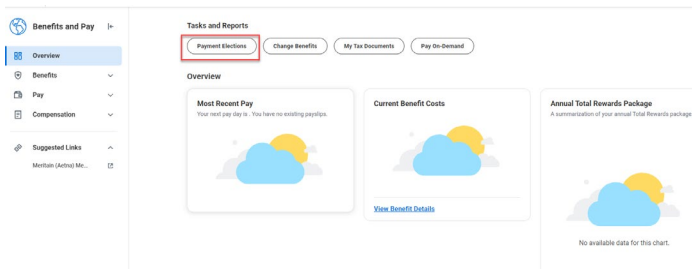 Benefits and Pay
Overview
Benefits
Pay
Compensation
Suggested Links
Meritain (Aetna) Me...
Tasks and Reports
Payment Elections
Change Benefits
My Tax Documents
Pay On-Demand
Overview
Most Recent Pay
Your next pay day is . You have no existing payslips.
Current Benefit Costs
View Benefit Details
Annual Total Rewards Package
A summarization of your annual Total Rewards package
No available data for this chart.